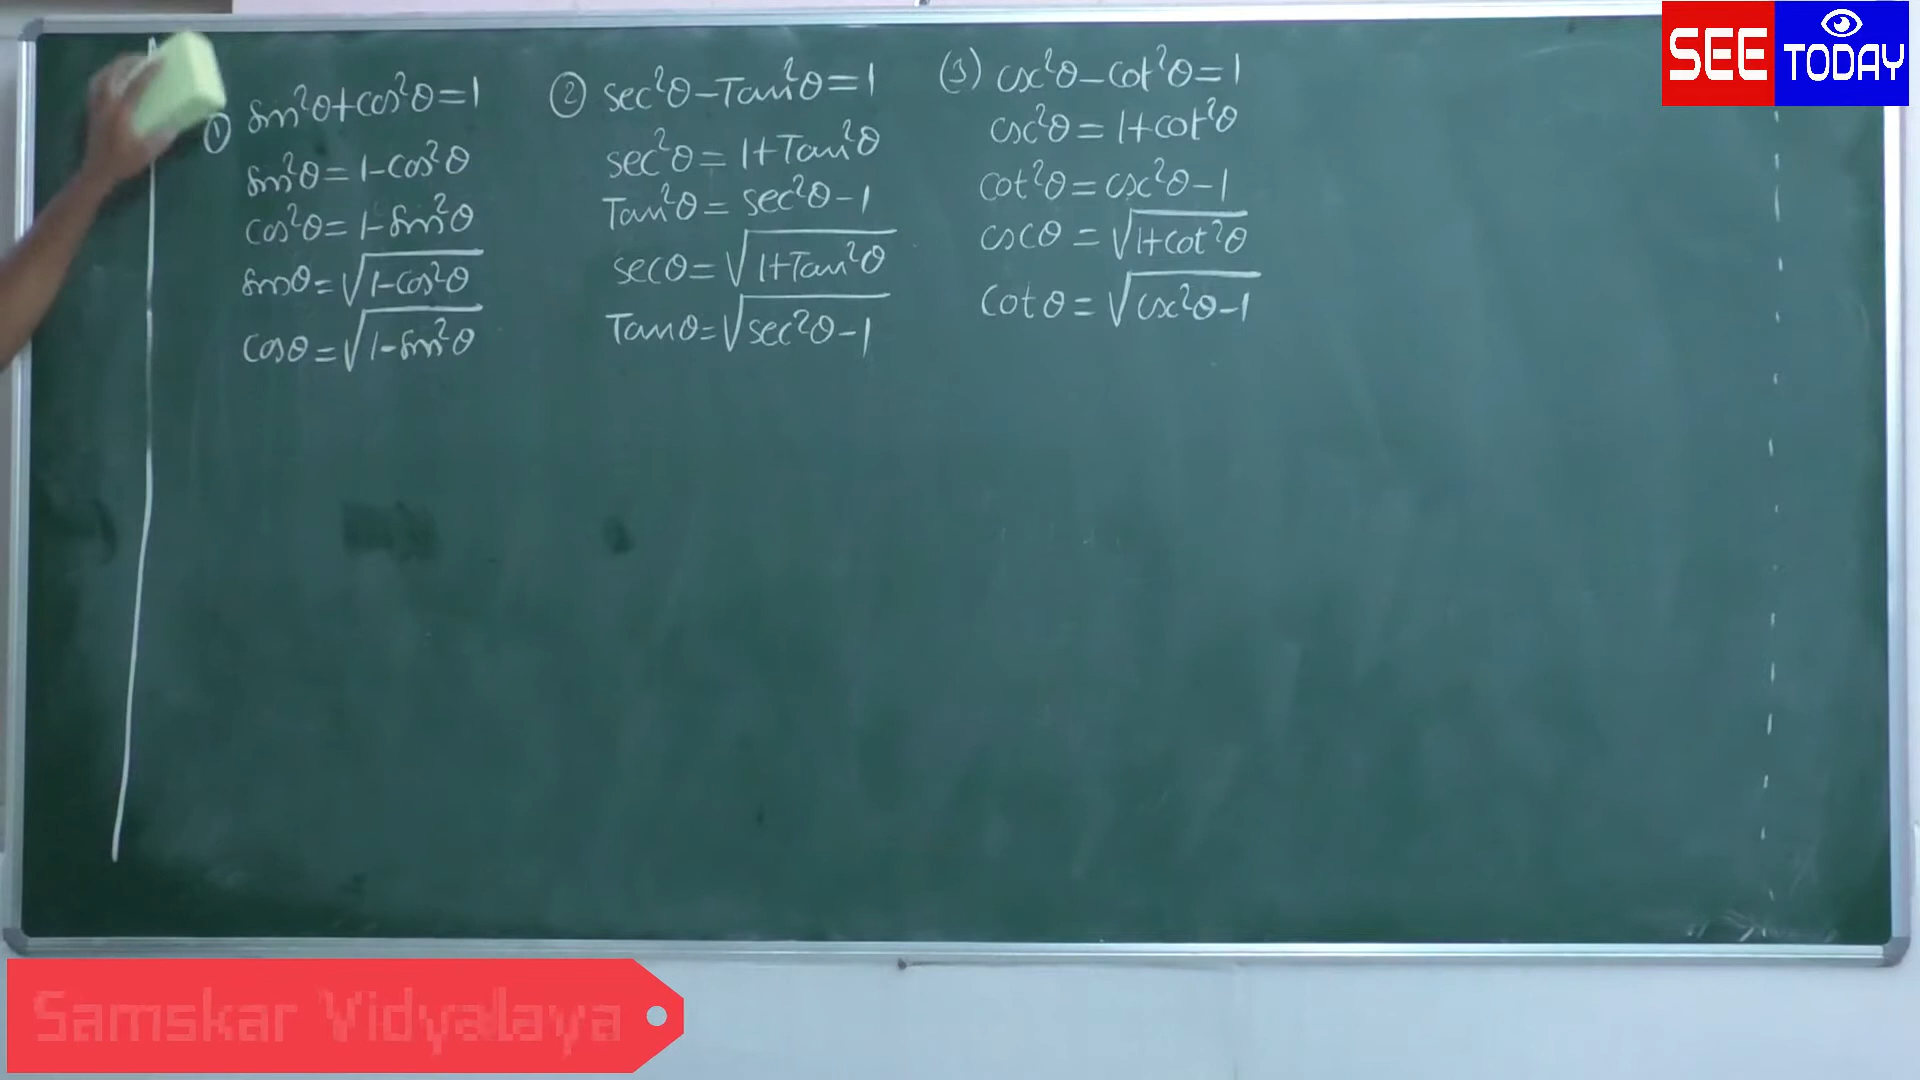 ① sin²θ+cos²θ=1
sin²θ=1-cos²θ
cos²θ=1-sin²θ
sinθ=√1-cos²θ
cosθ=√1-sin²θ
② sec²θ-Tan²θ=1
sec²θ=1+Tan²θ
Tan²θ=sec²θ-1
secθ=√1+Tan²θ
Tanθ=√sec²θ-1
(3) csc²θ-cot²θ=1
csc²θ=1+cot²θ
cot²θ=csc²θ-1
cscθ=√1+cot²θ
cotθ=√csc²θ-1
SEE TODAY
Samskar Vidyalaya